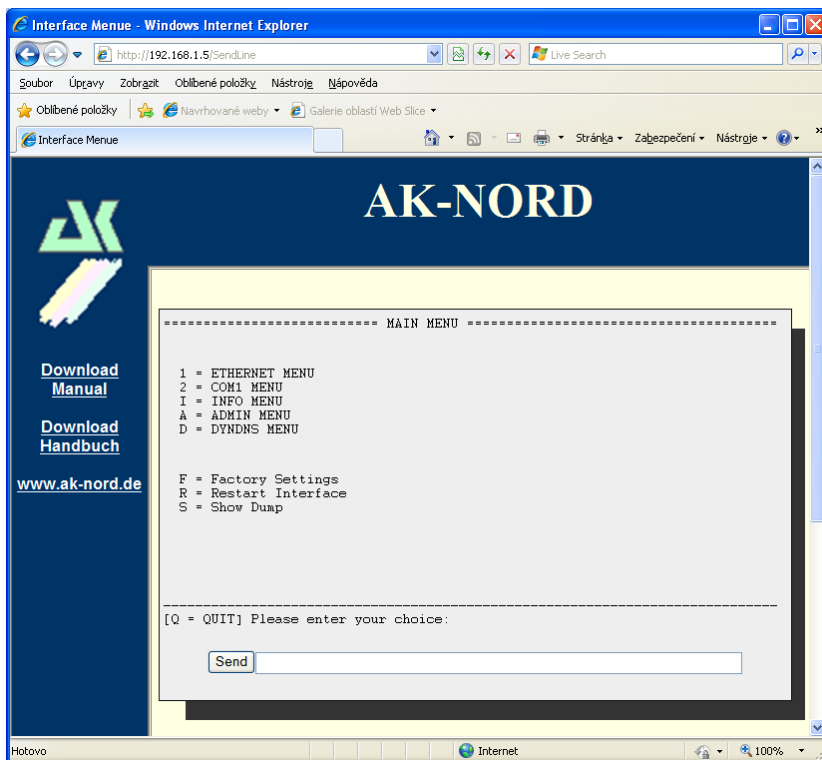 Interface Menue - Windows Internet Explorer
http://192.168.1.5/SendLine
Live Search
Soubor Úpravy Zobrazit Oblíbené položky Nástroje Nápověda
Oblíbené položky Navrhované weby Galerie oblastí Web Slice
Interface Menue
Stránka Zabezpečení Nástroje »
AK-NORD
AK
========================== MAIN MENU ======================================
Download
Manual
Download
Handbuch
www.ak-nord.de
1 = ETHERNET MENU
2 = COM1 MENU
I = INFO MENU
A = ADMIN MENU
D = DYNDNS MENU
F = Factory Settings
R = Restart Interface
S = Show Dump
[Q = QUIT] Please enter your choice:
Send
Hotovo
Internet
100%